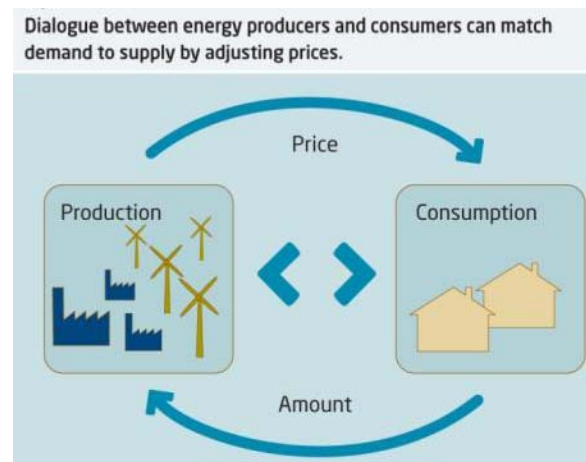 Dialogue between energy producers and consumers can match
demand to supply by adjusting prices.
Price
Production
Consumption
Amount